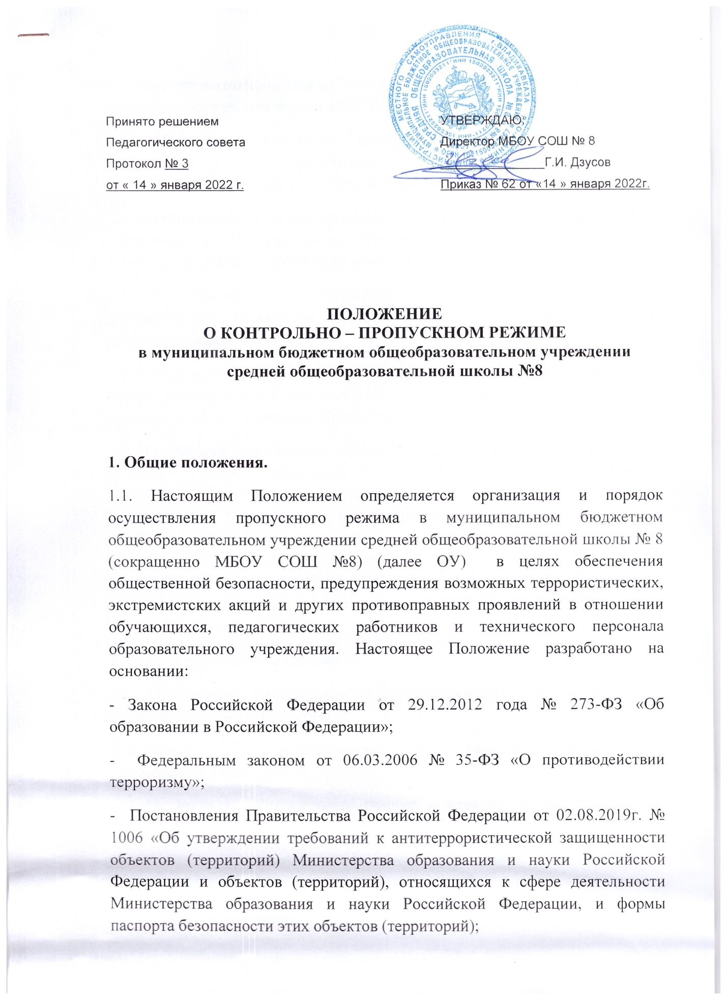 МЕСТНОГО САМОУПРАВЛЕНИЯ г.ВЛАДИКАВКАЗА
МУНИЦИПАЛЬНОЕ БЮДЖЕТНОЕ ОБЩЕОБРАЗОВАТЕЛЬНОЕ УЧРЕЖДЕНИЕ
СРЕДНЯЯ ОБЩЕОБРАЗОВАТЕЛЬНАЯ ШКОЛА №8
ИНН 1502023211
Принято решением
Педагогического совета
Протокол № 3
от « 14 » января 2022 г.
УТВЕРЖДАЮ:
Директор МБОУ СОШ № 8
Г.И. Дзусов
Приказ № 62 от «14 » января 2022г.
ПОЛОЖЕНИЕ
О КОНТРОЛЬНО – ПРОПУСКНОМ РЕЖИМЕ
в муниципальном бюджетном общеобразовательном учреждении
средней общеобразовательной школы №8
1. Общие положения.
1.1. Настоящим Положением определяется организация и порядок
осуществления пропускного режима в муниципальном бюджетном
общеобразовательном учреждении средней общеобразовательной школы № 8
(сокращенно МБОУ СОШ №8) (далее ОУ) в целях обеспечения
общественной безопасности, предупреждения возможных террористических,
экстремистских акций и других противоправных проявлений в отношении
обучающихся, педагогических работников и технического персонала
образовательного учреждения. Настоящее Положение разработано на
основании:
- Закона Российской Федерации от 29.12.2012 года № 273-ФЗ «Об
образовании в Российской Федерации»;
- Федеральным законом от 06.03.2006 № 35-ФЗ «О противодействии
терроризму»;
- Постановления Правительства Российской Федерации от 02.08.2019г. №
1006 «Об утверждении требований к антитеррористической защищенности
объектов (территорий) Министерства образования и науки Российской
Федерации и объектов (территорий), относящихся к сфере деятельности
Министерства образования и науки Российской Федерации, и формы
паспорта безопасности этих объектов (территорий);